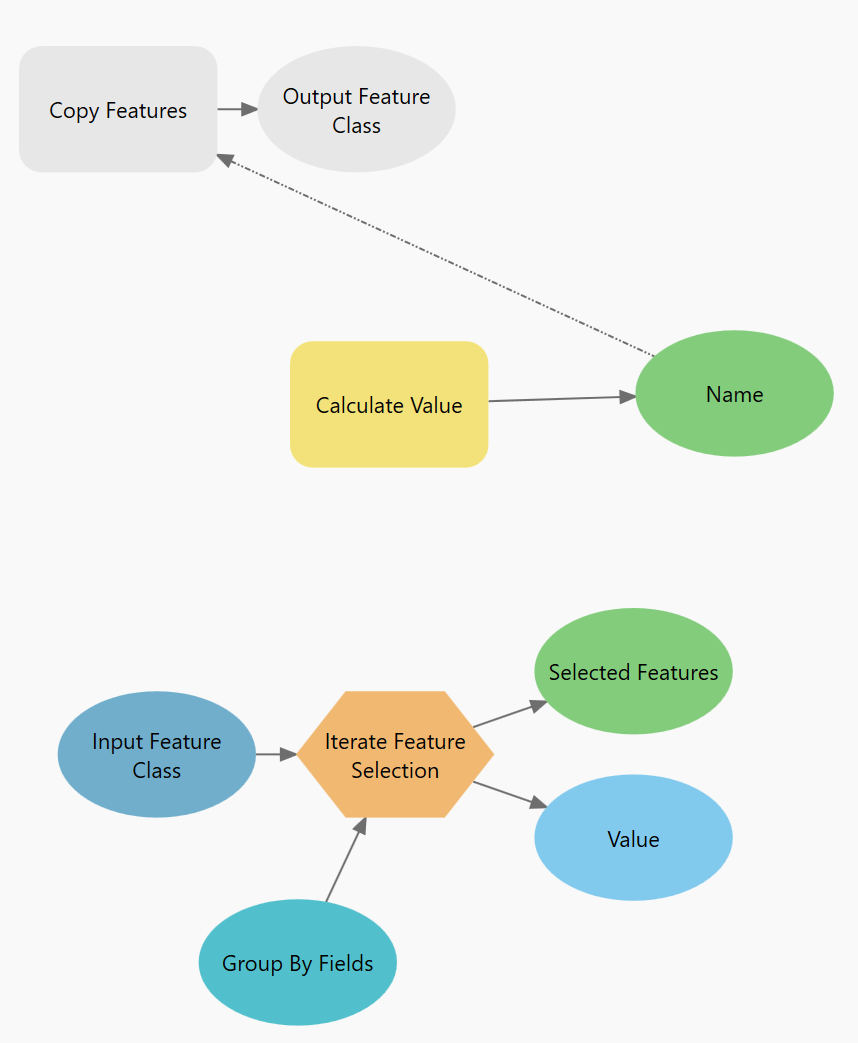 Copy Features
Output Feature
Class
Calculate Value
Name
Selected Features
Input Feature
Class
Iterate Feature
Selection
Value
Group By Fields